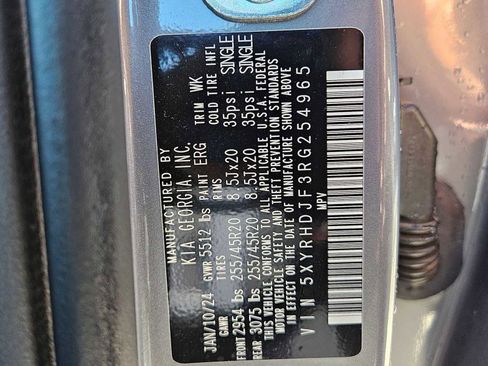 MANUFACTURED BY
KIA GEORGIA, INC.
JAN/10/24 GVWR 5512 lbs PAINT ERG TRIM WK
GAWR TIRES RIMS COLD TIRE INFL
FRONT 2954 lbs 255/45R20 8.5Jx20 35psi SINGLE
REAR 3075 lbs 255/45R20 8.5Jx20 35psi SINGLE
THIS VEHICLE CONFORMS TO ALL APPLICABLE U.S.A. FEDERAL
MOTOR VEHICLE SAFETY AND THEFT PREVENTION STANDARDS
IN EFFECT ON THE DATE OF MANUFACTURE SHOWN ABOVE
VIN 5XYRHDJF3RG254965
MPV